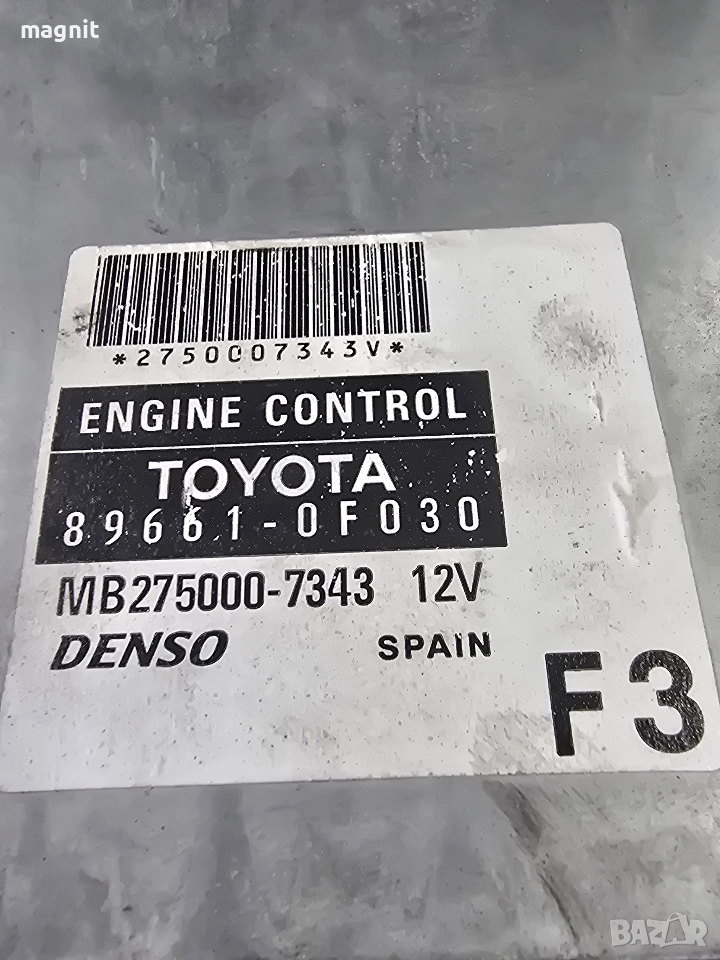 magnit
*2750007343V*
ENGINE CONTROL
TOYOTA
89661-0F030
MB275000-7343 12V
DENSO SPAIN
F3
BAZAR